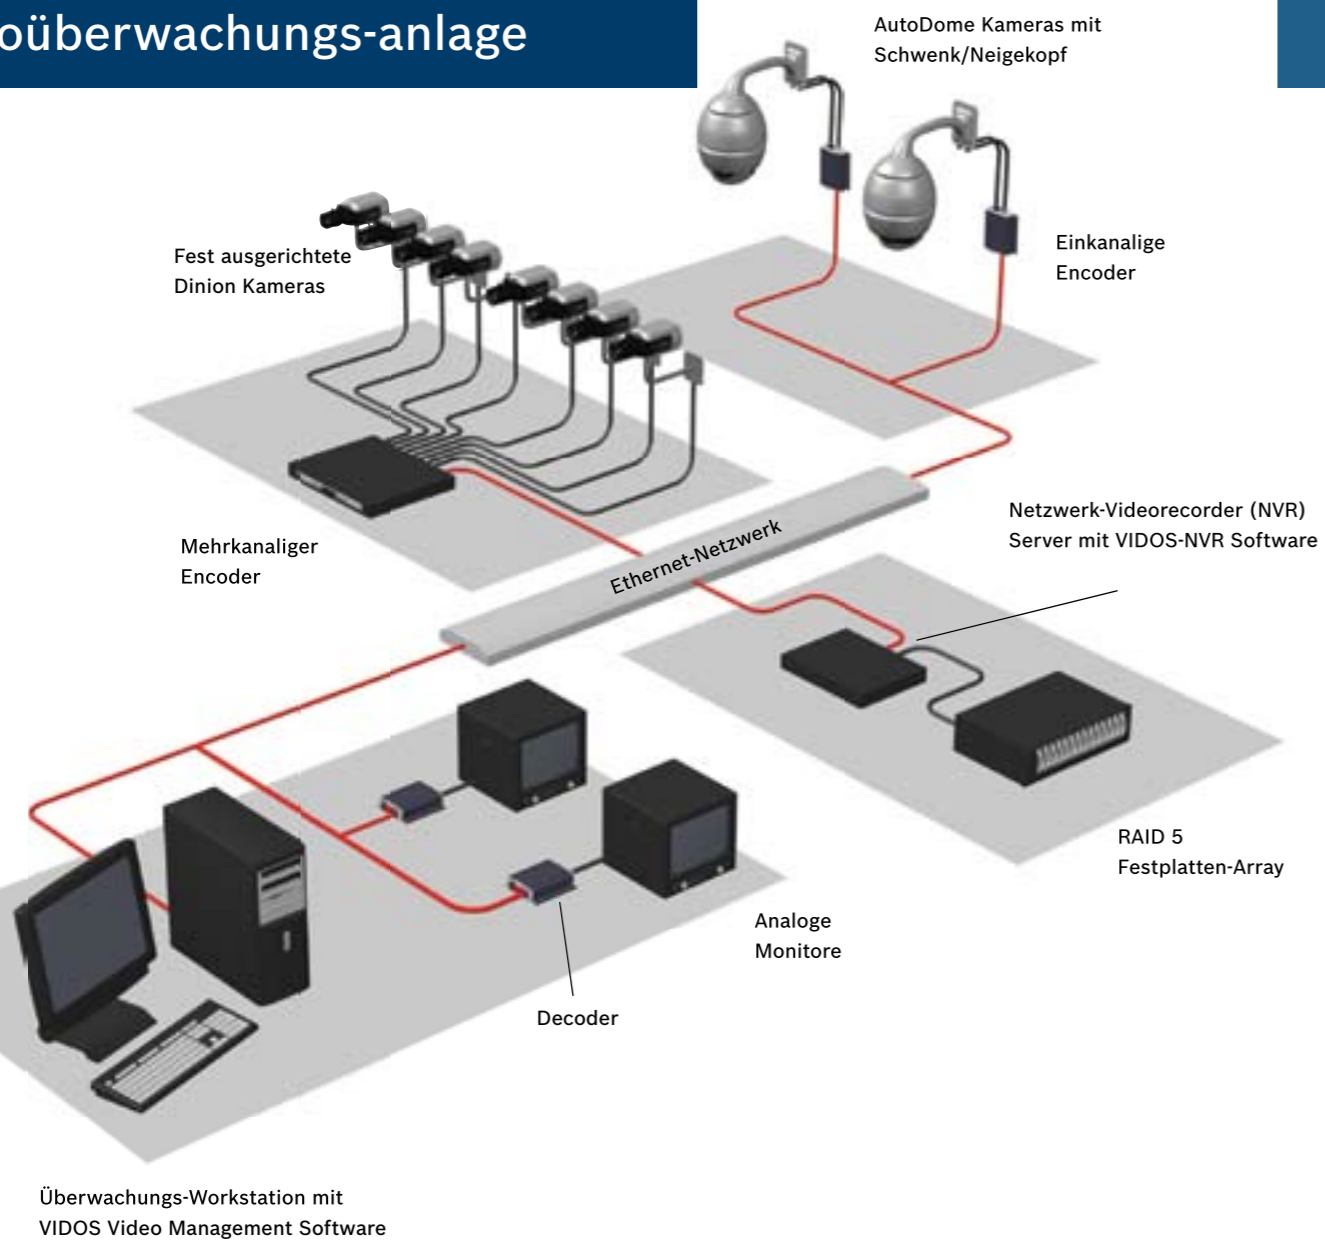 oüberwachungs-anlage
AutoDome Kameras mit
Schwenk/Neigekopf
Fest ausgerichtete
Dinion Kameras
Einkanalige
Encoder
Mehrkanaliger
Encoder
Ethernet-Netzwerk
Netzwerk-Videorecorder (NVR)
Server mit VIDOS-NVR Software
RAID 5
Festplatten-Array
Analoge
Monitore
Decoder
Überwachungs-Workstation mit
VIDOS Video Management Software